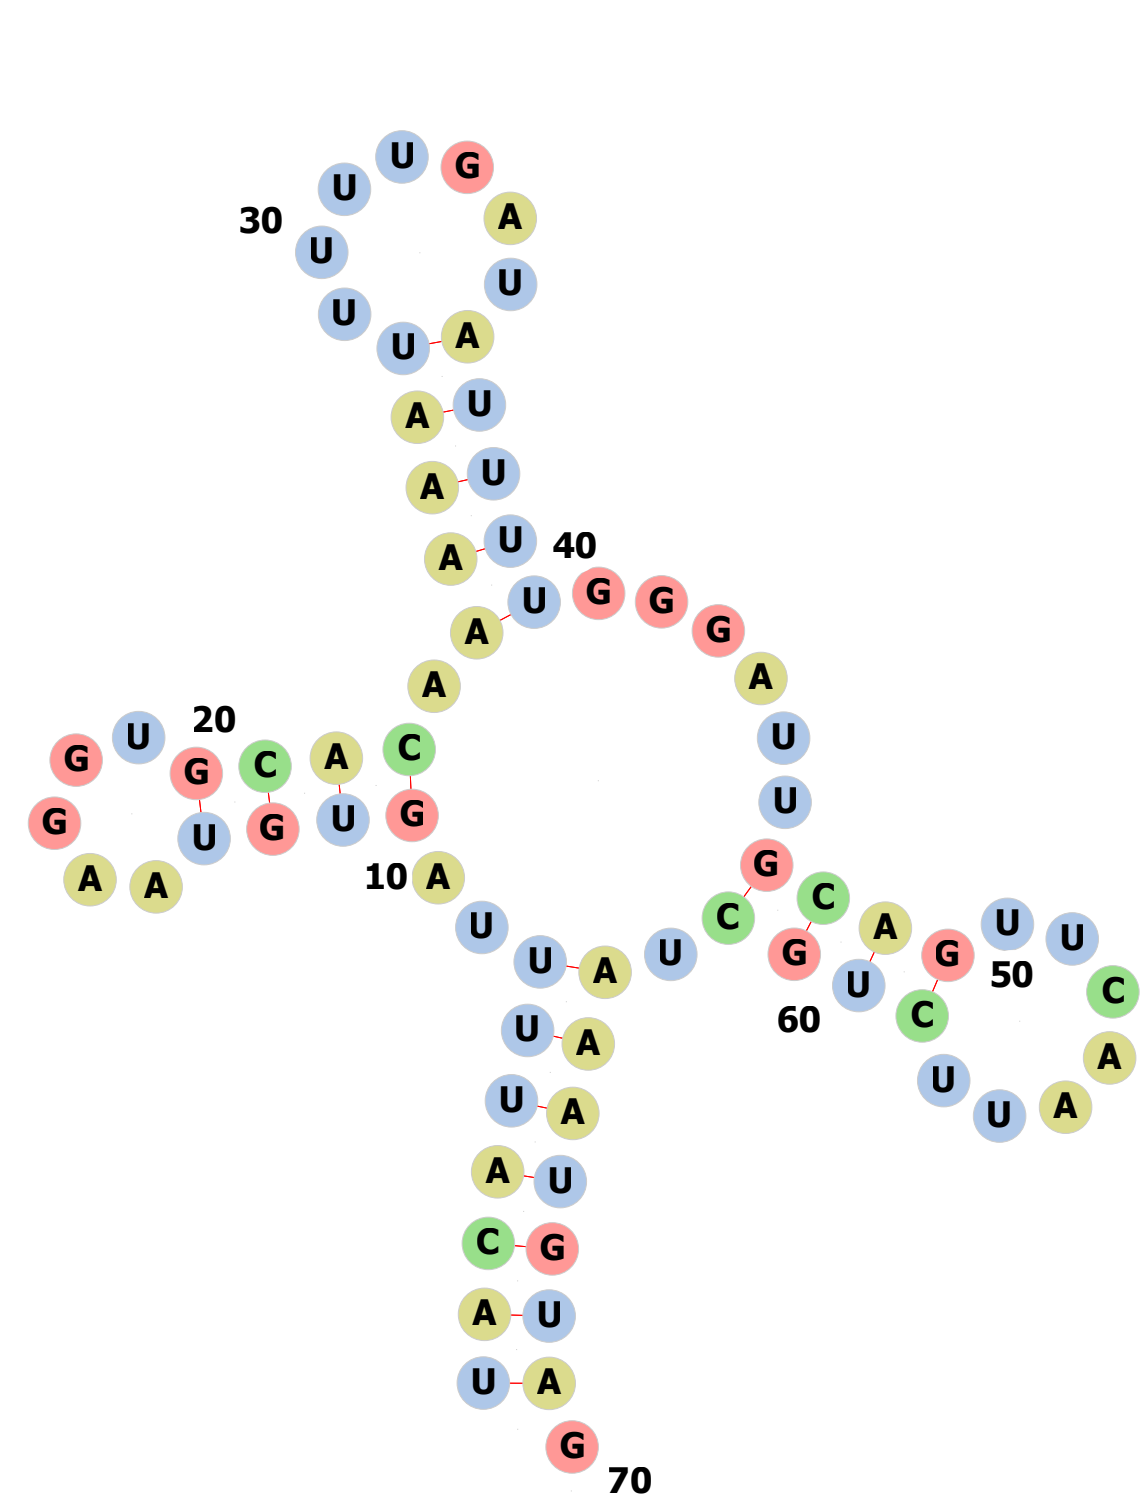 U G
U A
30
U U
U A
U U
A
U
A
U 40
A G G
U G
A A
A
20 C U
U A
G C
G U
G G U G
G U G C
A A 10 A C C A U
U G G U
U A U U 50 C
60 C
U A A
U A
U A U
A U
C G
A U
U A
G
70